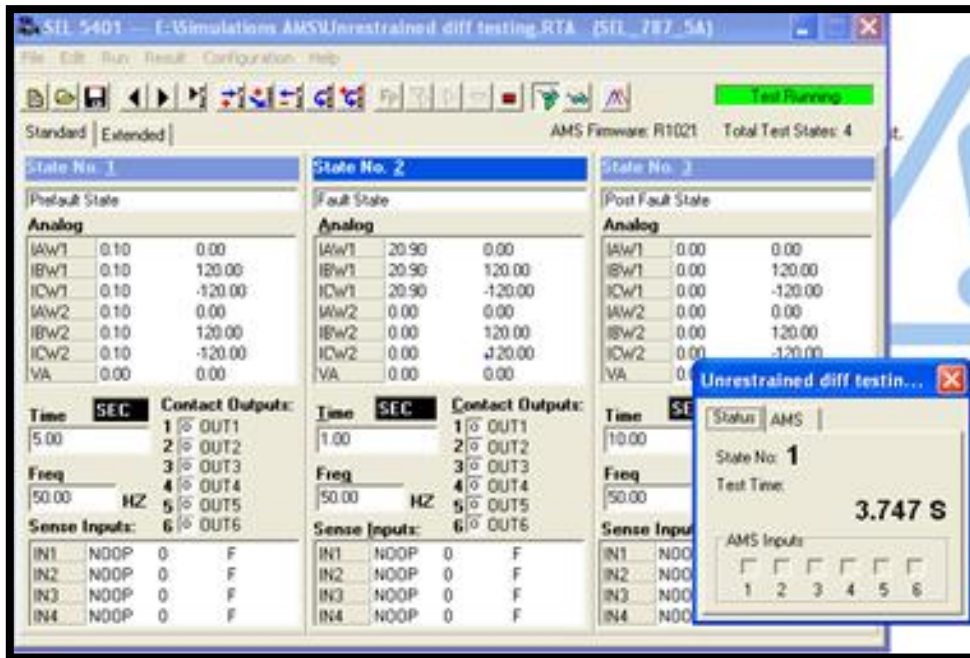 SEL 5401 -- E:\Simulations AMS\Unrestrained diff testing.RTA (SEL_787_5A)
File Edit Run Result Configuration Help
Test Running
Standard Extended AMS Firmware: R1021 Total Test States: 4
State No. 1
Prefault State
Analog
IAW1 0.10 0.00
IBW1 0.10 120.00
ICW1 0.10 -120.00
IAW2 0.10 0.00
IBW2 0.10 120.00
ICW2 0.10 -120.00
VA 0.00 0.00
Time SEC Contact Outputs:
5.00
1 OUT1
2 OUT2
3 OUT3
4 OUT4
5 OUT5
6 OUT6
Freq
50.00 HZ
Sense Inputs:
IN1 NOOP 0 F
IN2 NOOP 0 F
IN3 NOOP 0 F
IN4 NOOP 0 F
State No. 2
Fault State
Analog
IAW1 20.90 0.00
IBW1 20.90 120.00
ICW1 20.90 -120.00
IAW2 0.00 0.00
IBW2 0.00 120.00
ICW2 0.00 -120.00
VA 0.00 0.00
Time SEC Contact Outputs:
1.00
1 OUT1
2 OUT2
3 OUT3
4 OUT4
5 OUT5
6 OUT6
Freq
50.00 HZ
Sense Inputs:
IN1 NOOP 0 F
IN2 NOOP 0 F
IN3 NOOP 0 F
IN4 NOOP 0 F
State No. 3
Post Fault State
Analog
IAW1 0.00 0.00
IBW1 0.00 120.00
ICW1 0.00 -120.00
IAW2 0.00 0.00
IBW2 0.00 120.00
ICW2 0.00 -120.00
VA
Time
10.00
Freq
50.00
Sense
IN1
IN2
IN3
IN4
Unrestrained diff testin...
Status AMS
State No: 1
Test Time:
3.747 S
AMS Inputs
1 2 3 4 5 6